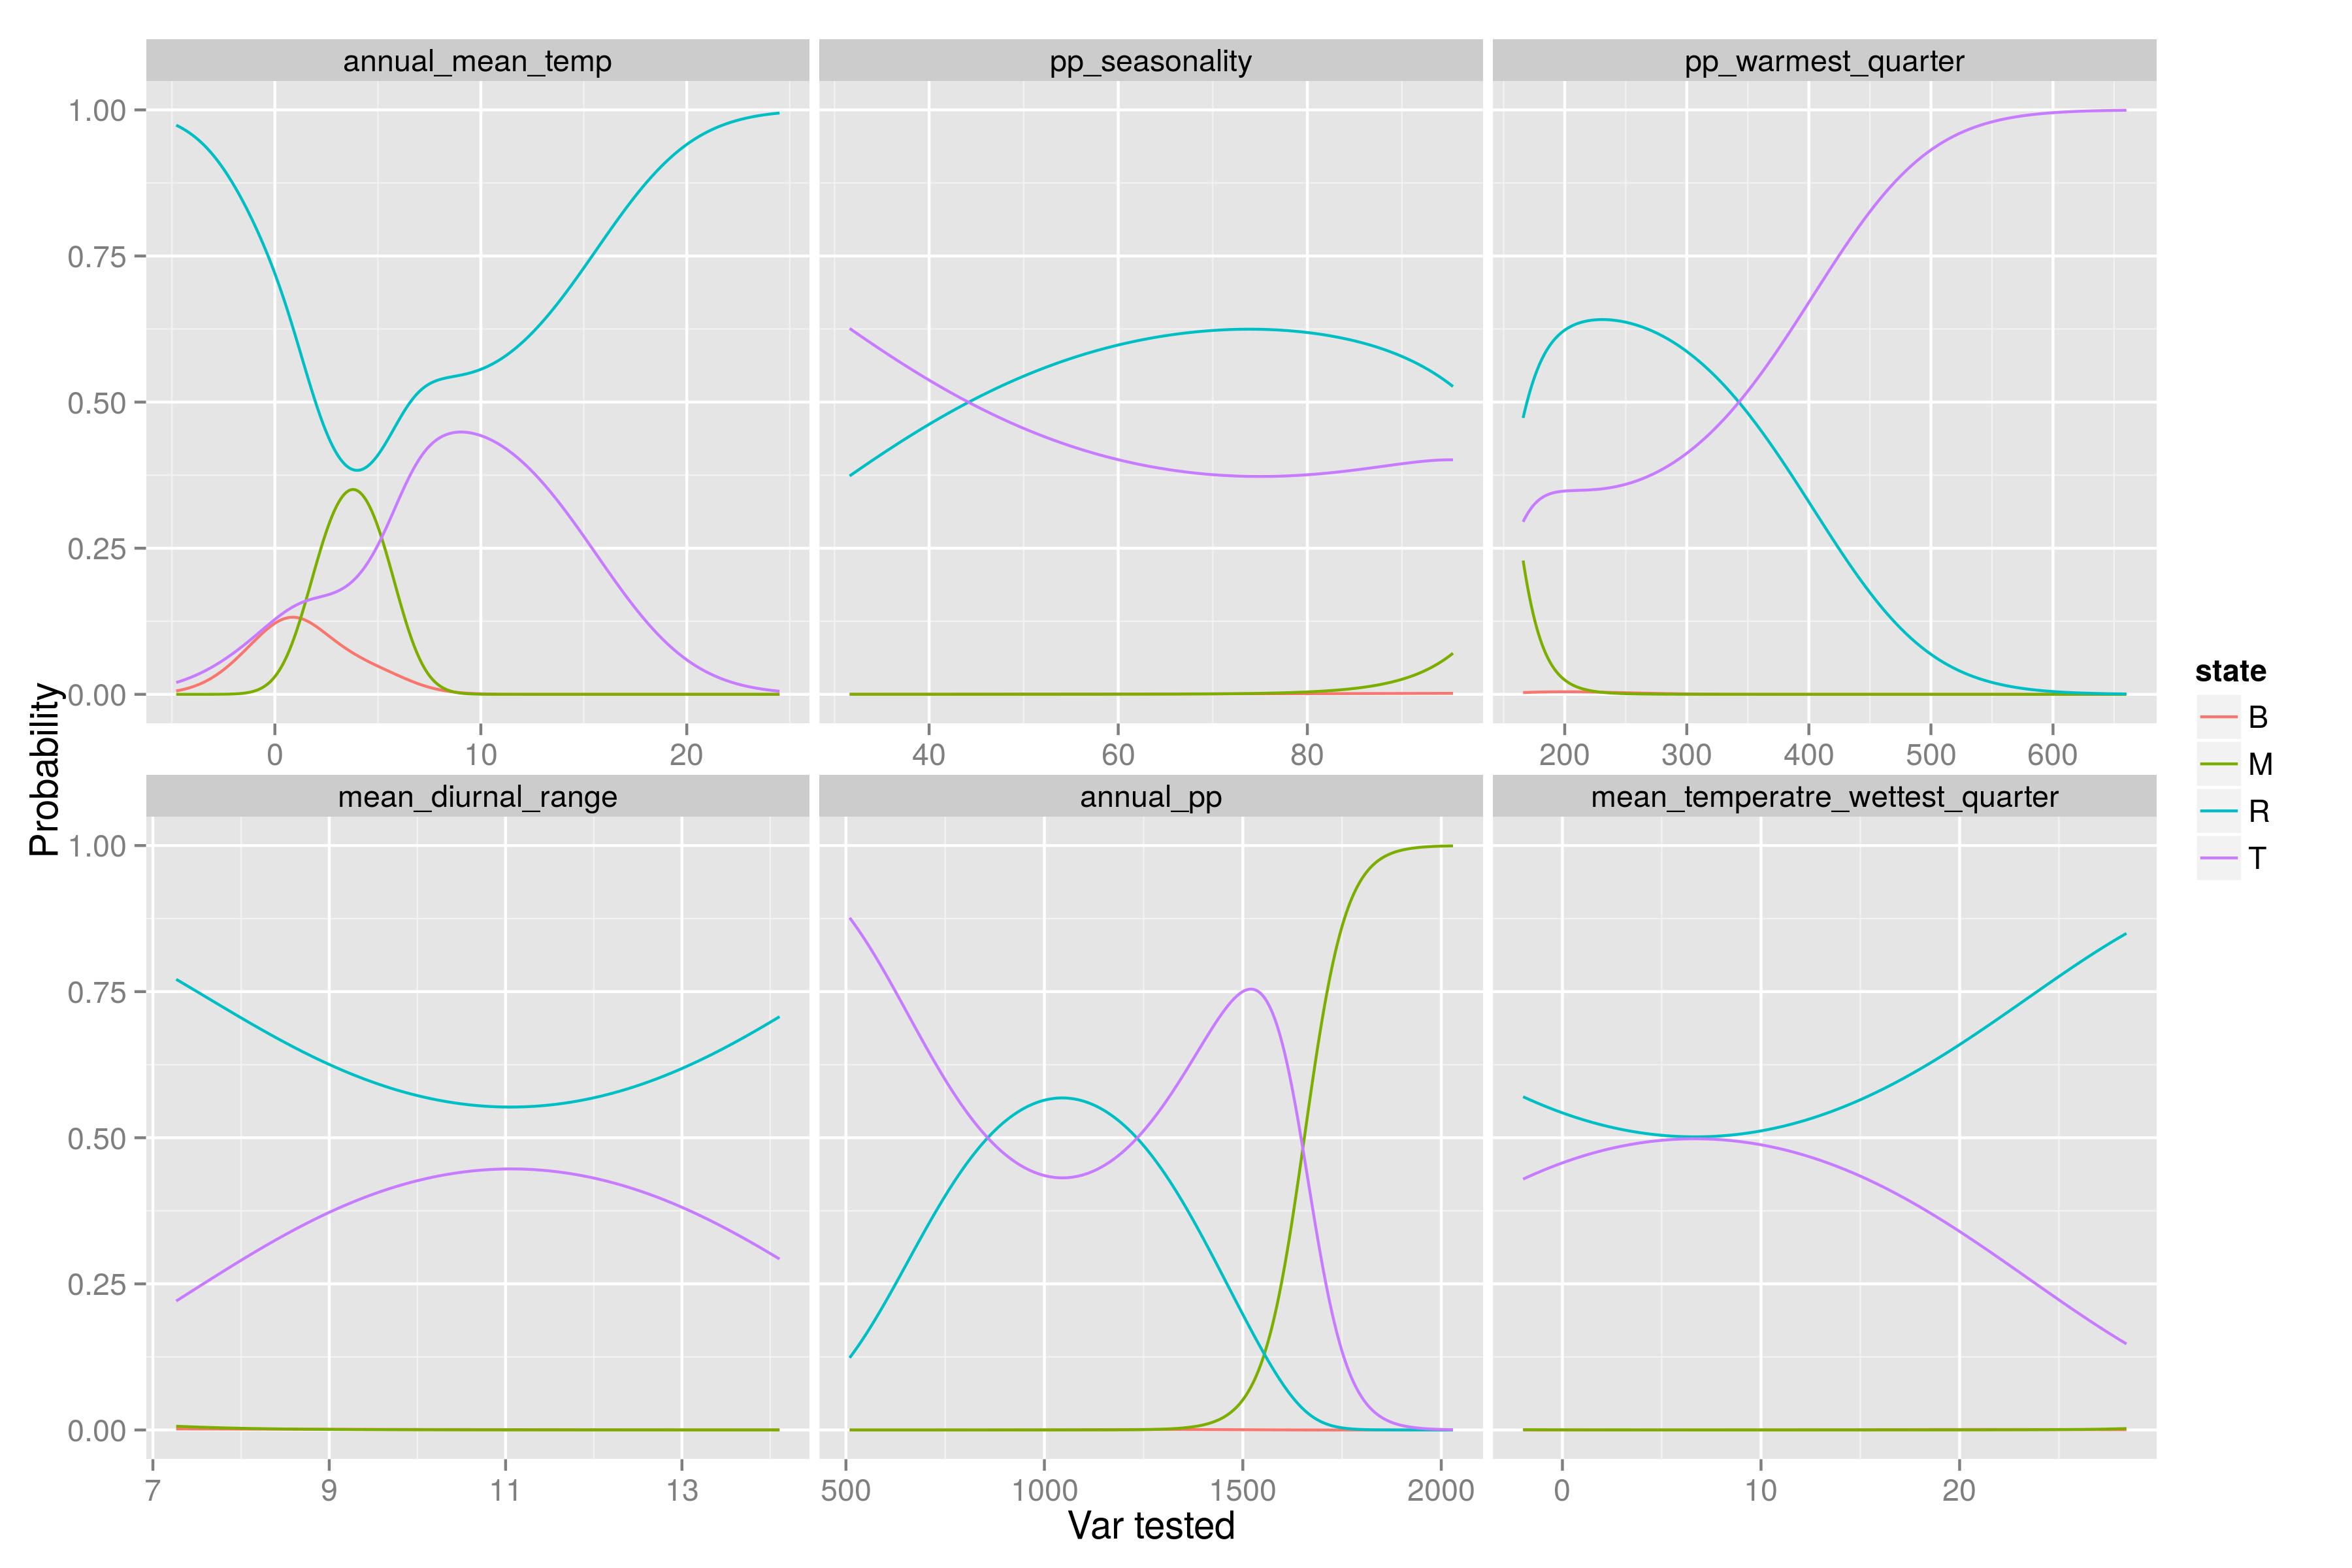 annual_mean_temp pp_seasonality pp_warmest_quarter
1.00
0.75
0.50
0.25
0.00
0 10 20 40 60 80 200 300 400 500 600
mean_diurnal_range annual_pp mean_temperatre_wettest_quarter
1.00
0.75
0.50
0.25
0.00
7 9 11 13 500 1000 1500 2000 0 10 20
Probability
Var tested
state
B
M
R
T